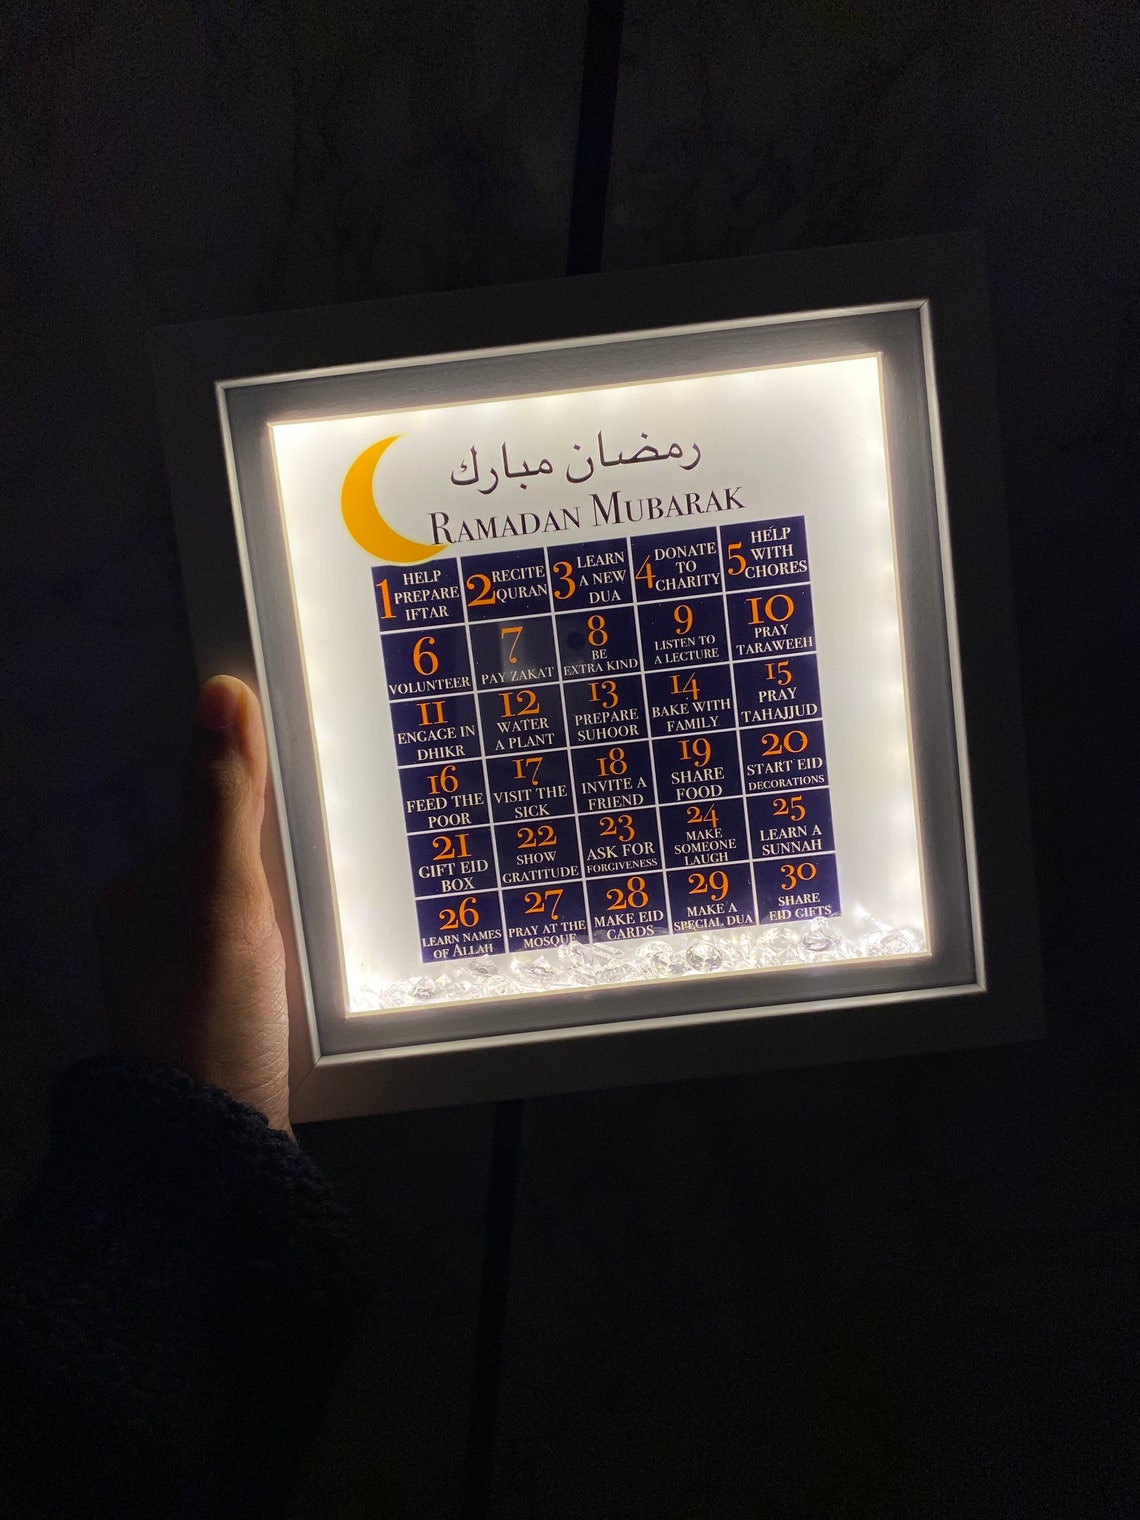 رمضان مبارك
RAMADAN MUBARAK
1 HELP PREPARE IFTAR
2 RECITE QURAN
3 LEARN A NEW DUA
4 DONATE TO CHARITY
5 HELP WITH CHORES
6
VOLUNTEER
7
PAY ZAKAT
8
BE
EXTRA KIND
9
LISTEN TO
A LECTURE
10
PRAY
TARAWEEH
11
ENGAGE IN
DHIKR
12
WATER
A PLANT
13
PREPARE
SUHOOR
14
BAKE WITH
FAMILY
15
PRAY
TAHAJJUD
16
FEED THE
POOR
17
VISIT THE
SICK
18
INVITE A
FRIEND
19
SHARE
FOOD
20
START EID
DECORATIONS
21
GIFT EID
BOX
22
SHOW
GRATITUDE
23
ASK FOR
FORGIVENESS
24
MAKE
SOMEONE
LAUGH
25
LEARN A
SUNNAH
26
LEARN NAMES
OF ALLAH
27
PRAY AT THE
MOSQUE
28
MAKE EID
CARDS
29
MAKE A
SPECIAL DUA
30
SHARE
EID GIFTS